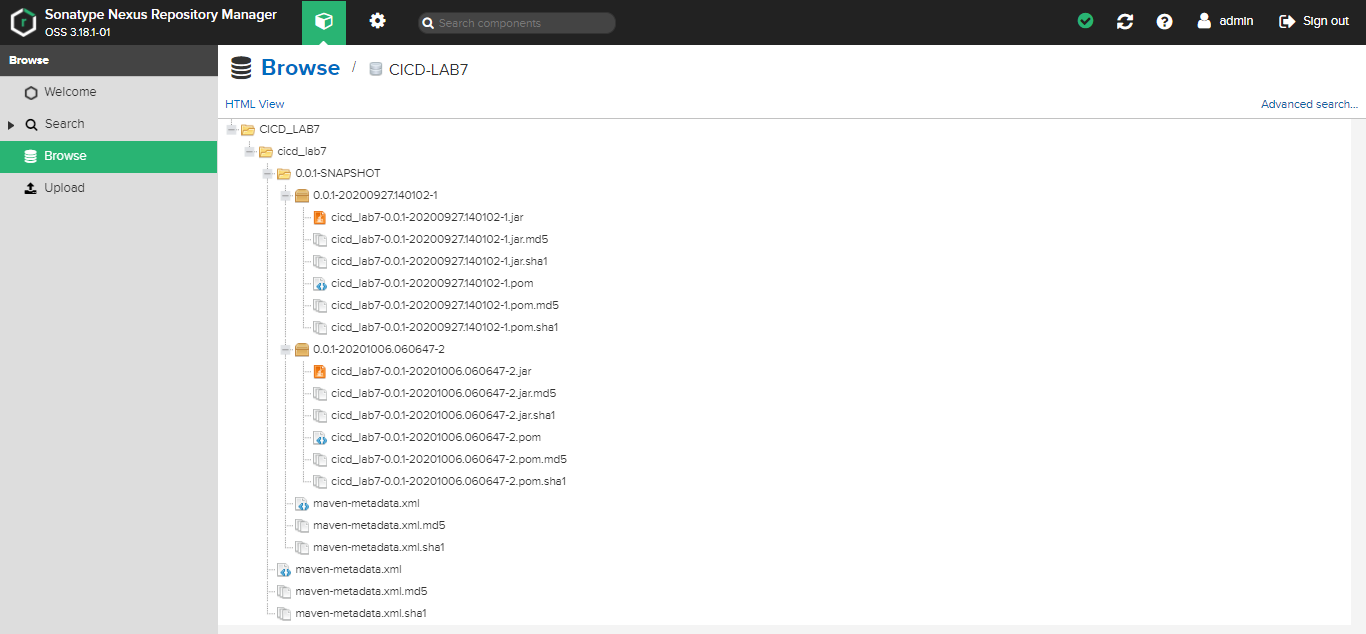 Sonatype Nexus Repository Manager
OSS 3.18.1-01
Search components
admin
Sign out
Browse
Welcome
Search
Browse
Upload
Browse / CICD-LAB7
HTML View
Advanced search...
CICD_LAB7
cicd_lab7
0.0.1-SNAPSHOT
0.0.1-20200927.140102-1
cicd_lab7-0.0.1-20200927.140102-1.jar
cicd_lab7-0.0.1-20200927.140102-1.jar.md5
cicd_lab7-0.0.1-20200927.140102-1.jar.sha1
cicd_lab7-0.0.1-20200927.140102-1.pom
cicd_lab7-0.0.1-20200927.140102-1.pom.md5
cicd_lab7-0.0.1-20200927.140102-1.pom.sha1
0.0.1-20201006.060647-2
cicd_lab7-0.0.1-20201006.060647-2.jar
cicd_lab7-0.0.1-20201006.060647-2.jar.md5
cicd_lab7-0.0.1-20201006.060647-2.jar.sha1
cicd_lab7-0.0.1-20201006.060647-2.pom
cicd_lab7-0.0.1-20201006.060647-2.pom.md5
cicd_lab7-0.0.1-20201006.060647-2.pom.sha1
maven-metadata.xml
maven-metadata.xml.md5
maven-metadata.xml.sha1
maven-metadata.xml
maven-metadata.xml.md5
maven-metadata.xml.sha1